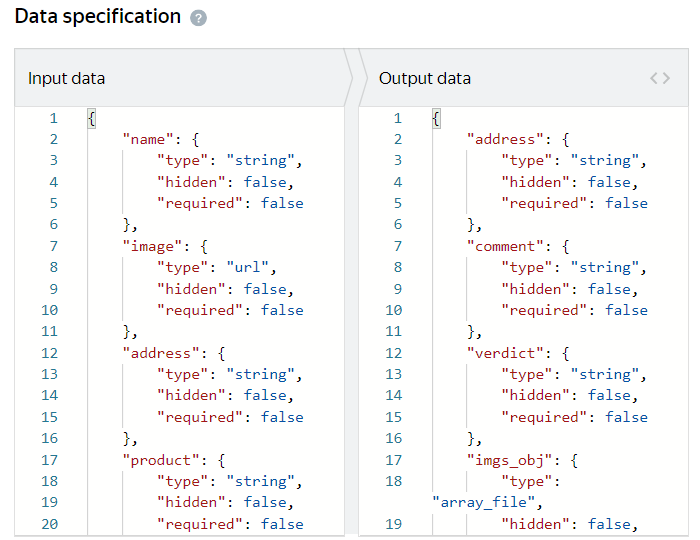 Data specification ?
Input data
1 {
2 "name": {
3 "type": "string",
4 "hidden": false,
5 "required": false
6 },
7 "image": {
8 "type": "url",
9 "hidden": false,
10 "required": false
11 },
12 "address": {
13 "type": "string",
14 "hidden": false,
15 "required": false
16 },
17 "product": {
18 "type": "string",
19 "hidden": false,
20 "required": false
Output data <>
1 {
2 "address": {
3 "type": "string",
4 "hidden": false,
5 "required": false
6 },
7 "comment": {
8 "type": "string",
9 "hidden": false,
10 "required": false
11 },
12 "verdict": {
13 "type": "string",
14 "hidden": false,
15 "required": false
16 },
17 "imgs_obj": {
18 "type":
"array_file",
19 "hidden": false,